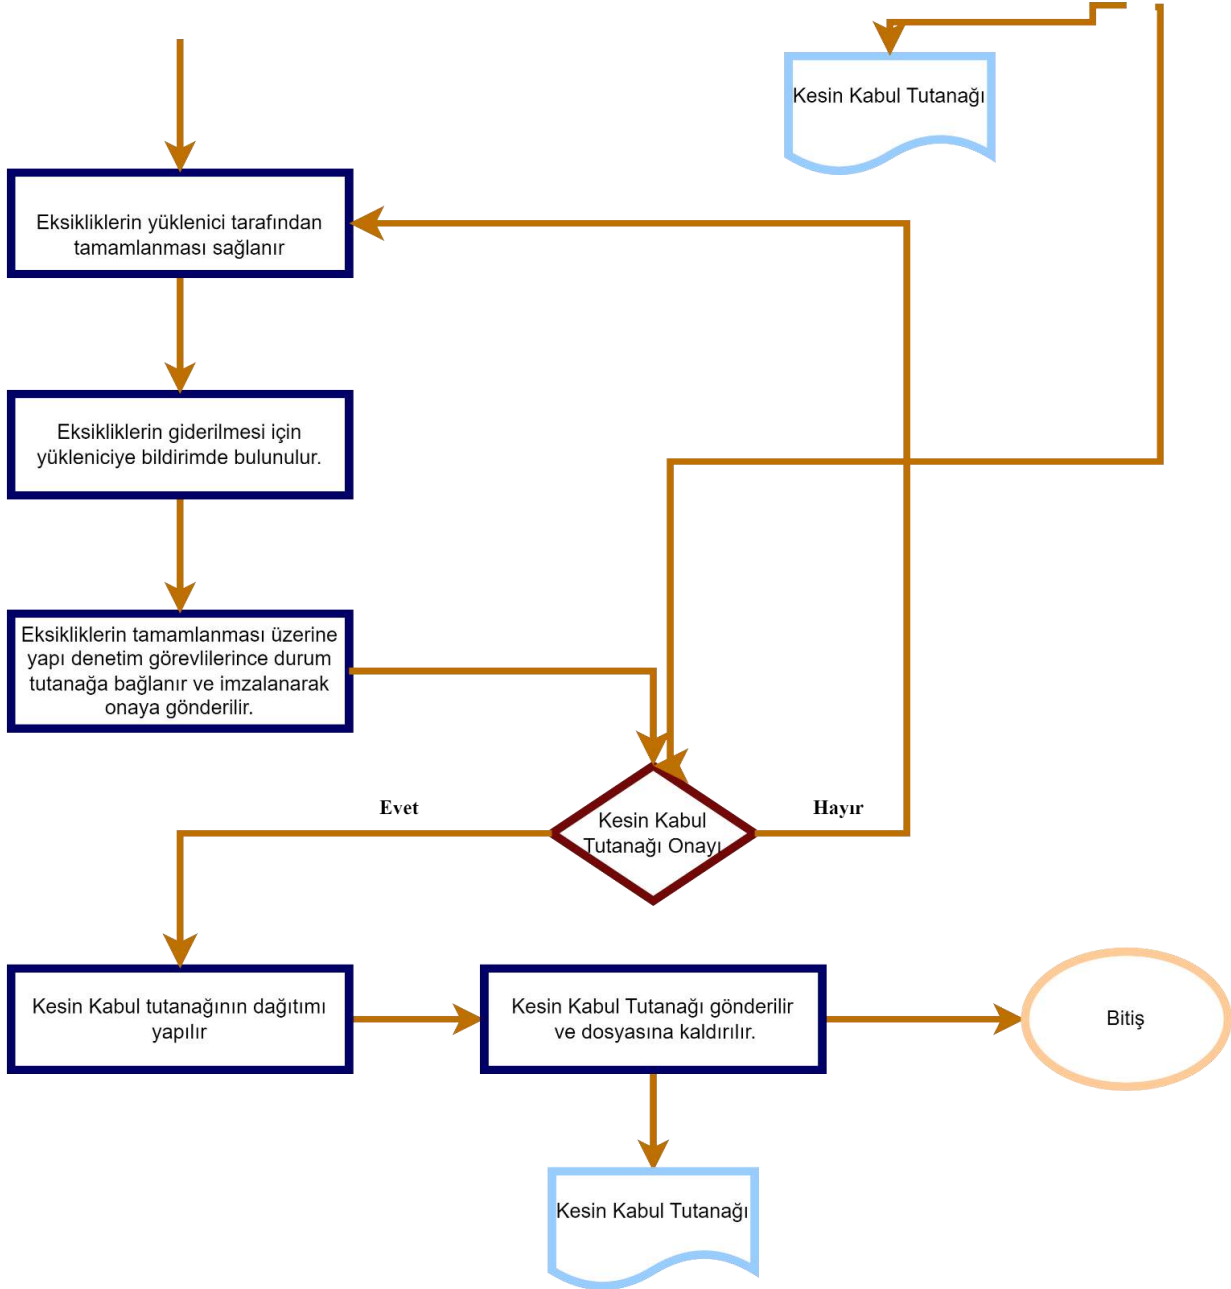 Kesin Kabul Tutanağı
Eksikliklerin yüklenici tarafından
tamamlanması sağlanır
Eksikliklerin giderilmesi için
yükleniciye bildirimde bulunulur.
Eksikliklerin tamamlanması üzerine
yapı denetim görevlilerince durum
tutanağa bağlanır ve imzalanarak
onaya gönderilir.
Evet
Hayır
Kesin Kabul
Tutanağı Onayı
Kesin Kabul tutanağının dağıtımı
yapılır
Kesin Kabul Tutanağı gönderilir
ve dosyasına kaldırılır.
Bitiş
Kesin Kabul Tutanağı